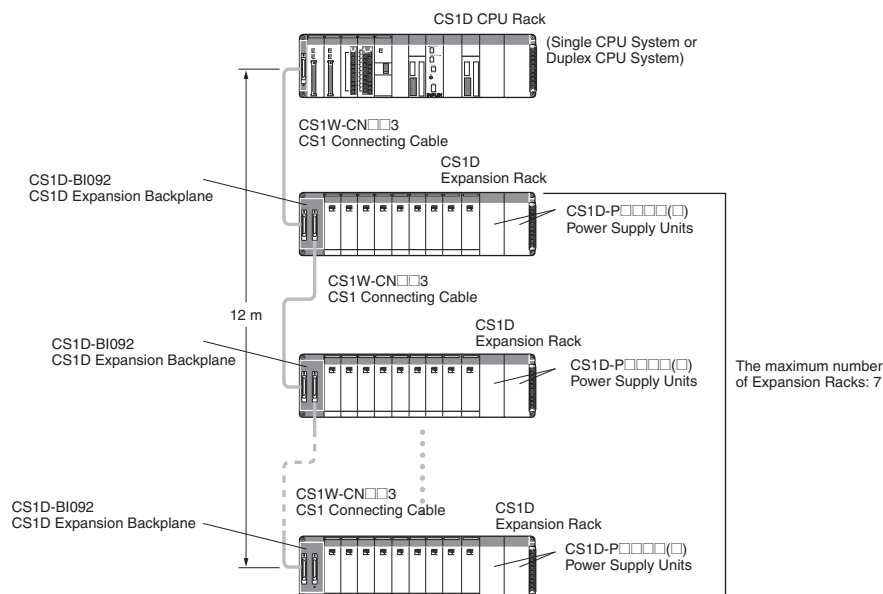 CS1D CPU Rack
(Single CPU System or
Duplex CPU System)
CS1W-CN□□3
CS1 Connecting Cable
CS1D
Expansion Rack
CS1D-BI092
CS1D Expansion Backplane
CS1D-P□□□□(□)
Power Supply Units
CS1W-CN□□3
CS1 Connecting Cable
12 m
CS1D
Expansion Rack
CS1D-BI092
CS1D Expansion Backplane
CS1D-P□□□□(□)
Power Supply Units
The maximum number
of Expansion Racks: 7
CS1W-CN□□3
CS1 Connecting Cable
CS1D
Expansion Rack
CS1D-BI092
CS1D Expansion Backplane
CS1D-P□□□□(□)
Power Supply Units